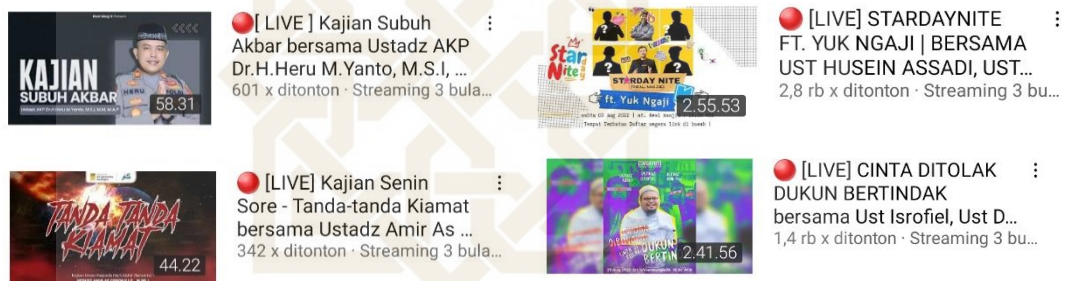 KAJIAN
SUBUH AKBAR
58.31
🔴[ LIVE ] Kajian Subuh
Akbar bersama Ustadz AKP
Dr.H.Heru M.Yanto, M.S.I, ...
601 x ditonton · Streaming 3 bula...
Star
Nite
STARDAY NITE
ft. Yuk Ngaji
2.55.53
🔴 [LIVE] STARDAYNITE
FT. YUK NGAJI | BERSAMA
UST HUSEIN ASSADI, UST...
2,8 rb x ditonton · Streaming 3 bu...
TANDA-TANDA
KIAMAT
44.22
🔴 [LIVE] Kajian Senin
Sore - Tanda-tanda Kiamat
bersama Ustadz Amir As ...
342 x ditonton · Streaming 3 bula...
DUKUN
BERTIN
2.41.56
🔴 [LIVE] CINTA DITOLAK
DUKUN BERTINDAK
bersama Ust Isrofiel, Ust D...
1,4 rb x ditonton · Streaming 3 bu...